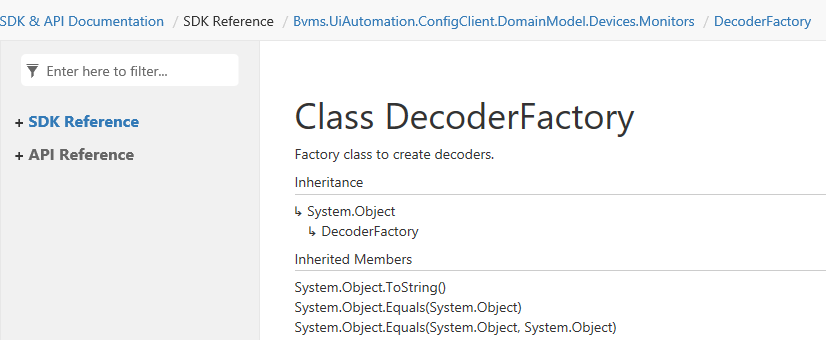 SDK & API Documentation / SDK Reference / Bvms.UiAutomation.ConfigClient.DomainModel.Devices.Monitors / DecoderFactory
Enter here to filter...
+ SDK Reference
+ API Reference
Class DecoderFactory
Factory class to create decoders.
Inheritance
↳ System.Object
↳ DecoderFactory
Inherited Members
System.Object.ToString()
System.Object.Equals(System.Object)
System.Object.Equals(System.Object, System.Object)